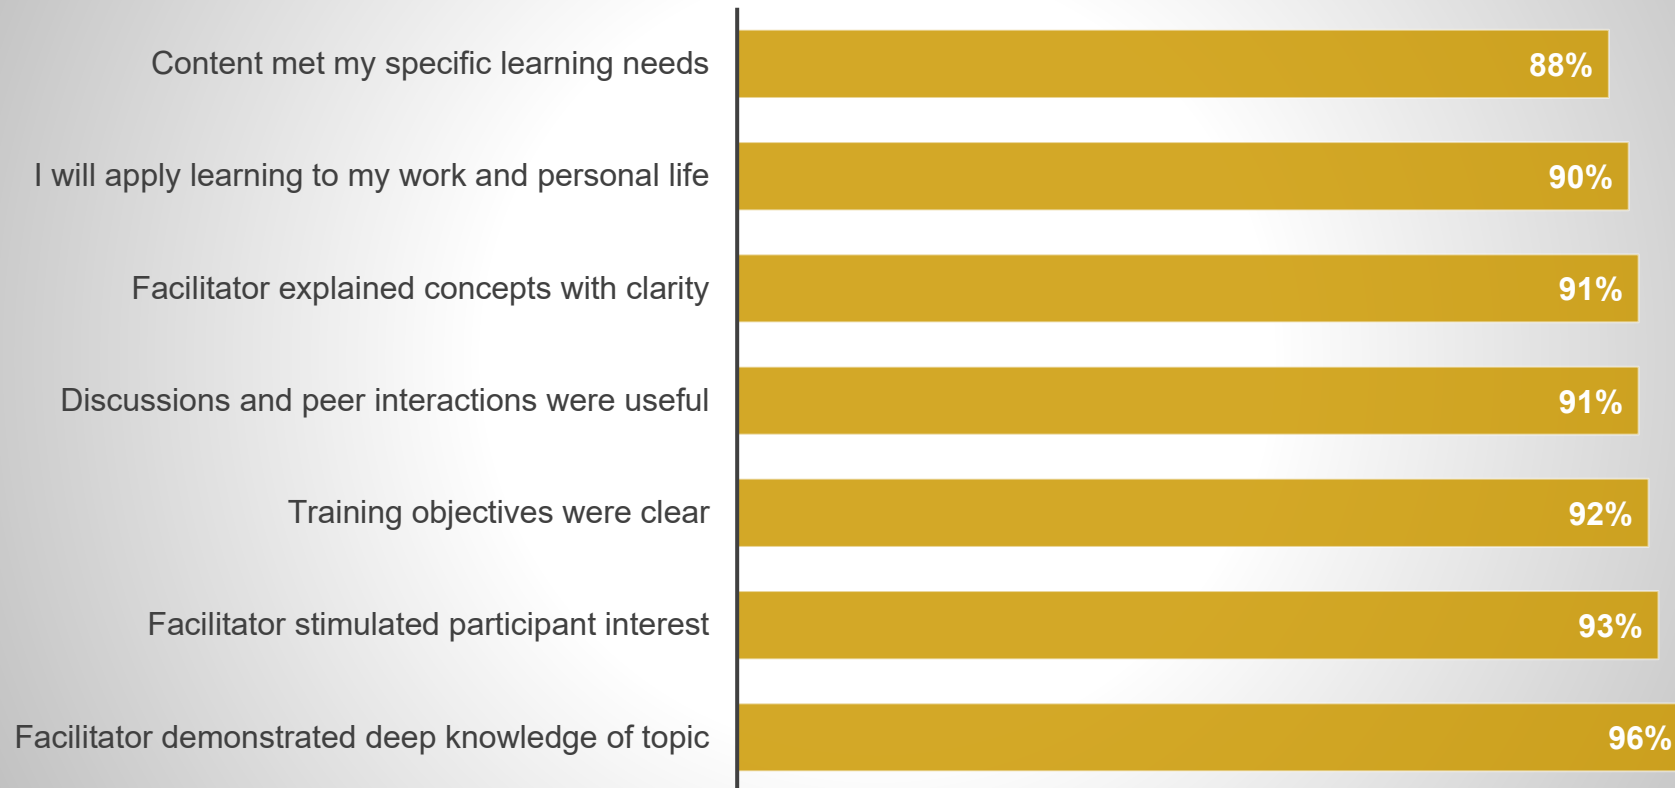 Content met my specific learning needs 88%
I will apply learning to my work and personal life 90%
Facilitator explained concepts with clarity 91%
Discussions and peer interactions were useful 91%
Training objectives were clear 92%
Facilitator stimulated participant interest 93%
Facilitator demonstrated deep knowledge of topic 96%